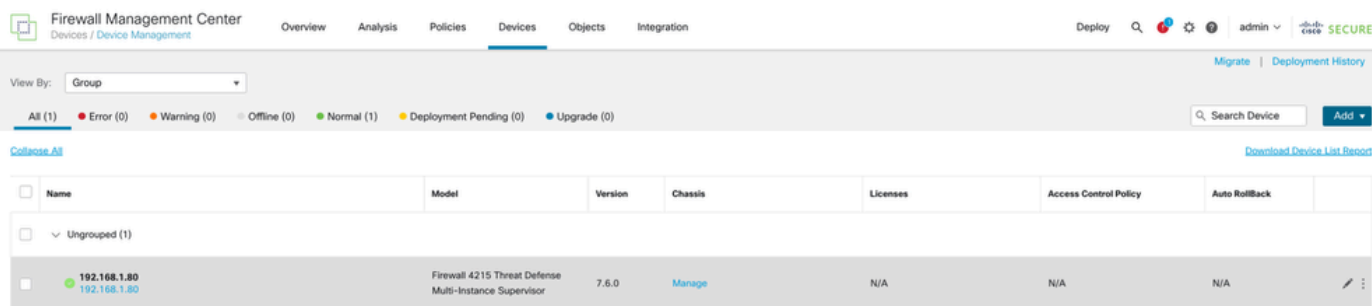 Firewall Management Center
Devices / Device Management
Overview Analysis Policies Devices Objects Integration
Deploy admin cisco SECURE
Migrate | Deployment History
View By: Group
All (1) Error (0) Warning (0) Offline (0) Normal (1) Deployment Pending (0) Upgrade (0)
Search Device Add
Collapse All
Download Device List Report
Name Model Version Chassis Licenses Access Control Policy Auto RollBack
Ungrouped (1)
192.168.1.80
192.168.1.80
Firewall 4215 Threat Defense
Multi-Instance Supervisor
7.6.0 Manage N/A N/A N/A